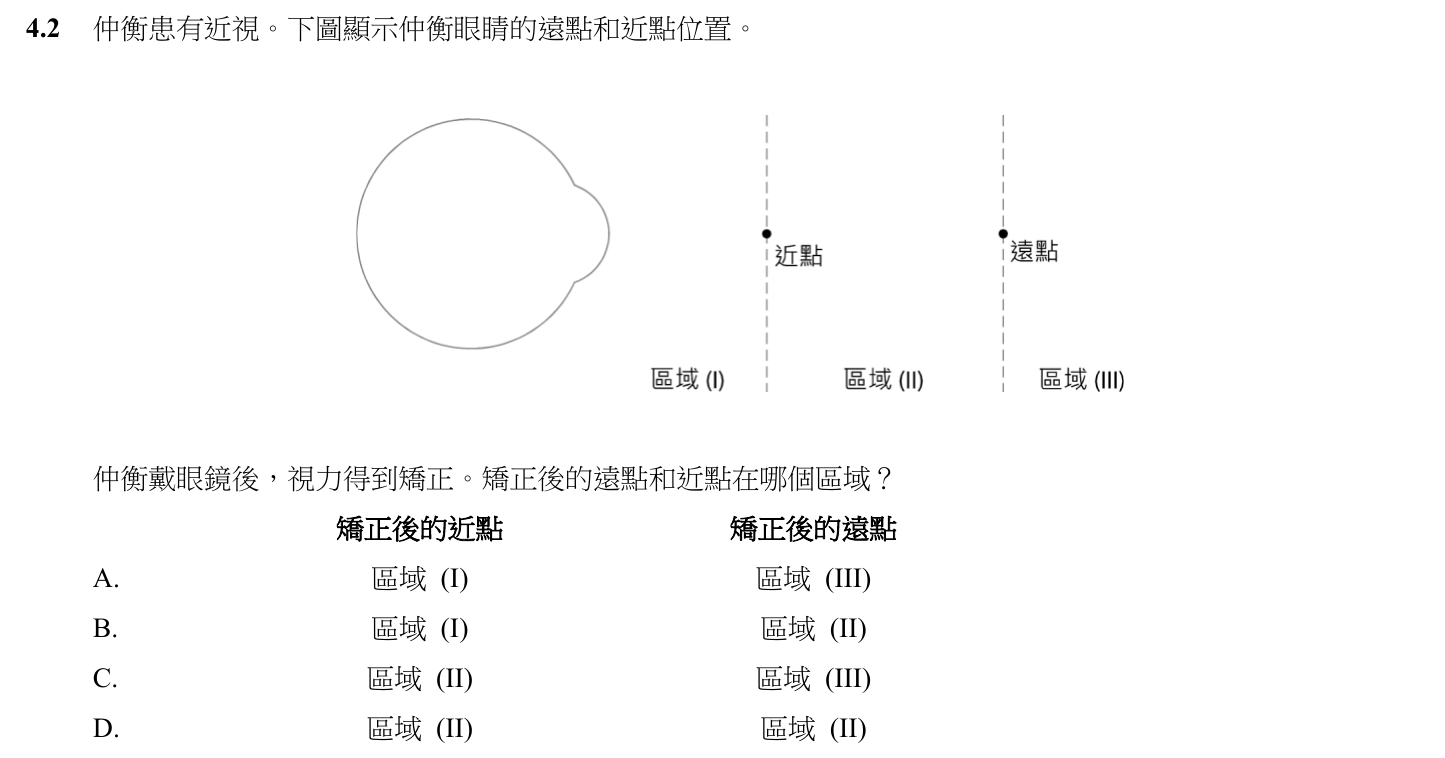 4.2 仲衡患有近視。下圖顯示仲衡眼睛的遠點和近點位置。
近點
遠點
區域 (I)
區域 (II)
區域 (III)
仲衡戴眼鏡後，視力得到矯正。矯正後的遠點和近點在哪個區域？
矯正後的近點 矯正後的遠點
A. 區域 (I) 區域 (III)
B. 區域 (I) 區域 (II)
C. 區域 (II) 區域 (III)
D. 區域 (II) 區域 (II)